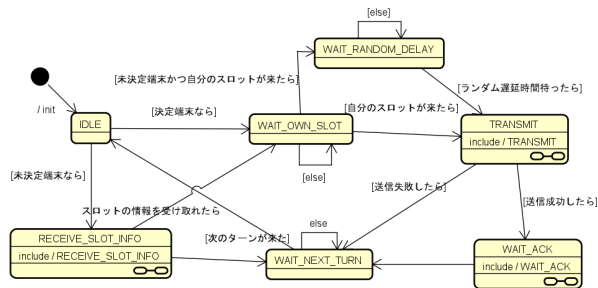 [else]
WAIT_RANDOM_DELAY
[未決定端末かつ自分のスロットが来たら]
[ランダム遅延時間待ったら]
/ init
IDLE
[決定端末なら]
WAIT_OWN_SLOT
[自分のスロットが来たら]
TRANSMIT
include / TRANSMIT
[else]
[未決定端末なら]
[送信失敗したら]
[送信成功したら]
スロットの情報を受け取れたら
RECEIVE_SLOT_INFO
include / RECEIVE_SLOT_INFO
[次のターンが来た]
else
WAIT_NEXT_TURN
WAIT_ACK
include / WAIT_ACK